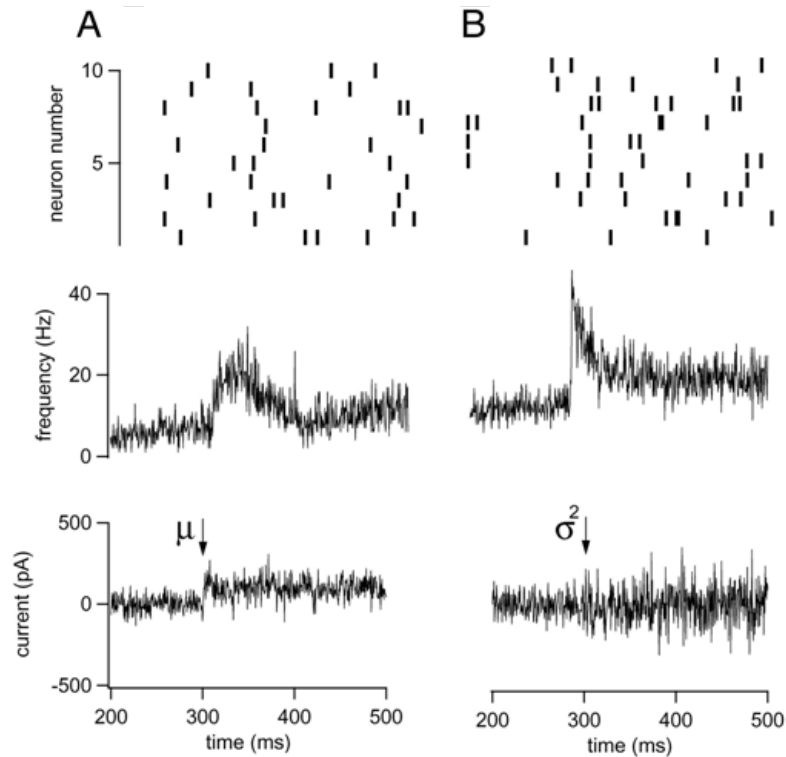 A
B
10
5
neuron number
40
20
0
frequency (Hz)
μ
σ²
500
0
-500
current (pA)
200 300 400 500
time (ms)
200 300 400 500
time (ms)